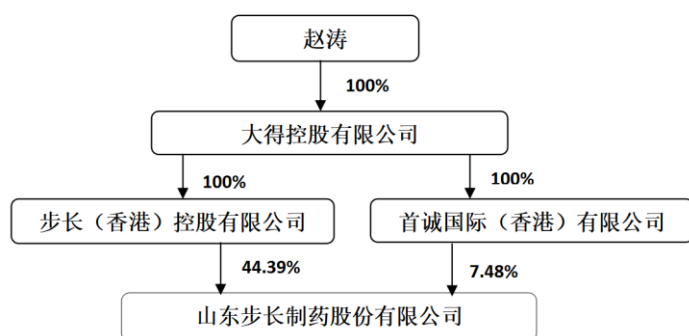 赵涛
100%
大得控股有限公司
100%
100%
步长（香港）控股有限公司
首诚国际（香港）有限公司
44.39%
7.48%
山东步长制药股份有限公司